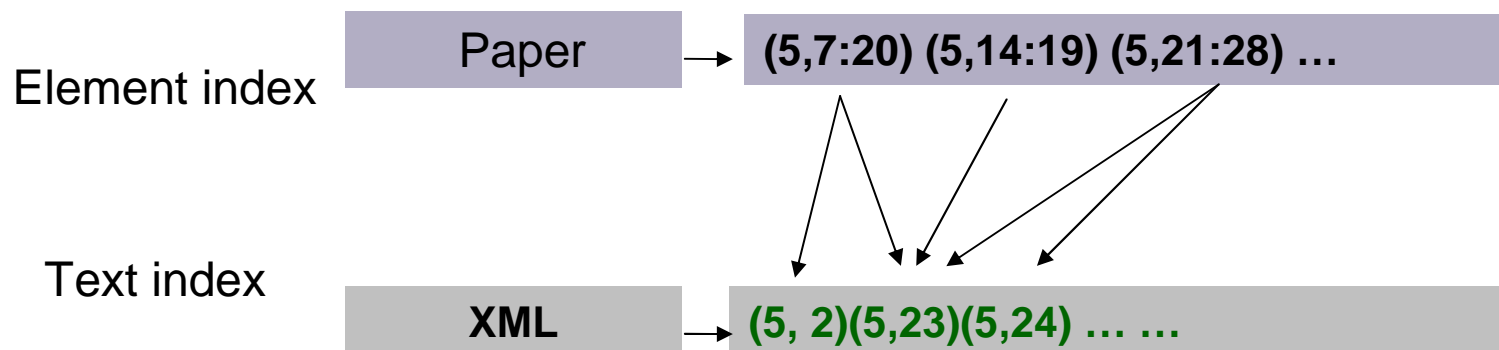 Paper (5,7:20) (5,14:19) (5,21:28) …
Element index
Text index
XML (5, 2)(5,23)(5,24) … …